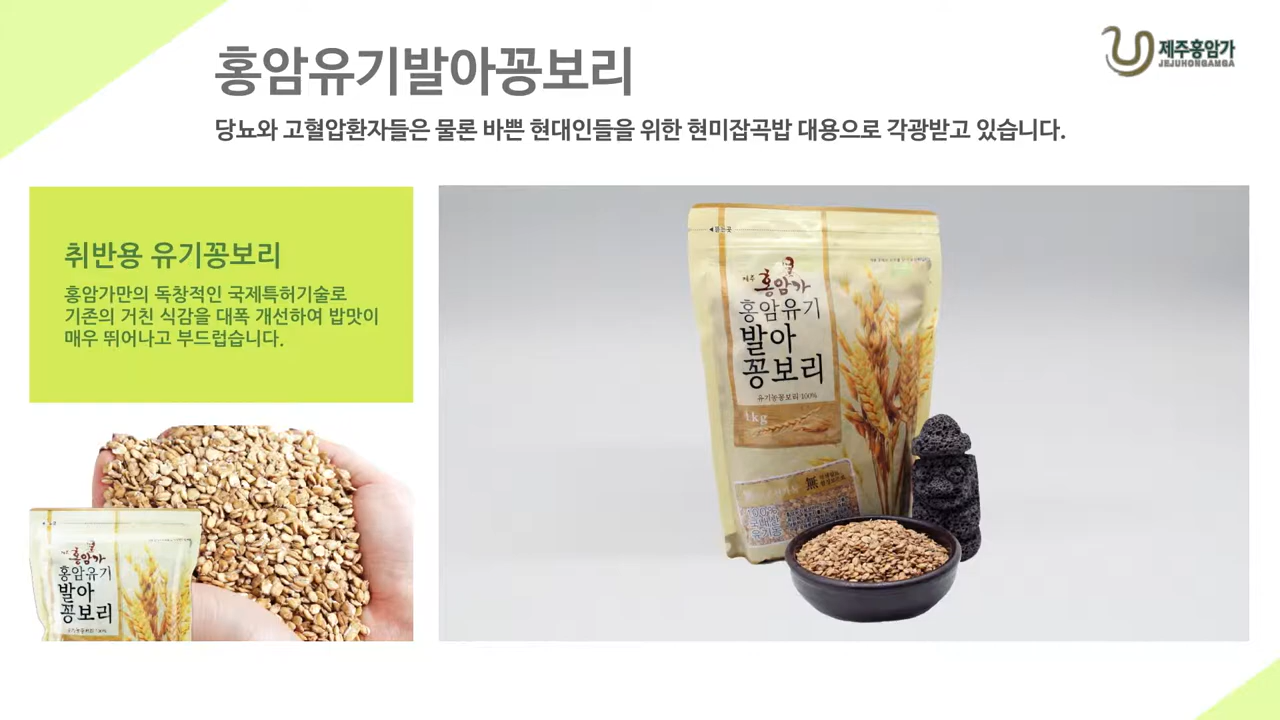 홍암유기발아꽁보리
제주홍암가
JEJUHONGAMGA
당뇨와 고혈압환자들은 물론 바쁜 현대인들을 위한 현미잡곡밥 대용으로 각광받고 있습니다.
취반용 유기꽁보리
홍암가만의 독창적인 국제특허기술로
기존의 거친 식감을 대폭 개선하여 밥맛이
매우 뛰어나고 부드럽습니다.
제주
홍암가
홍암유기
발아
꽁보리
유기농꽁보리 100%
1kg
無
홍암가
홍암유기
발아
꽁보리